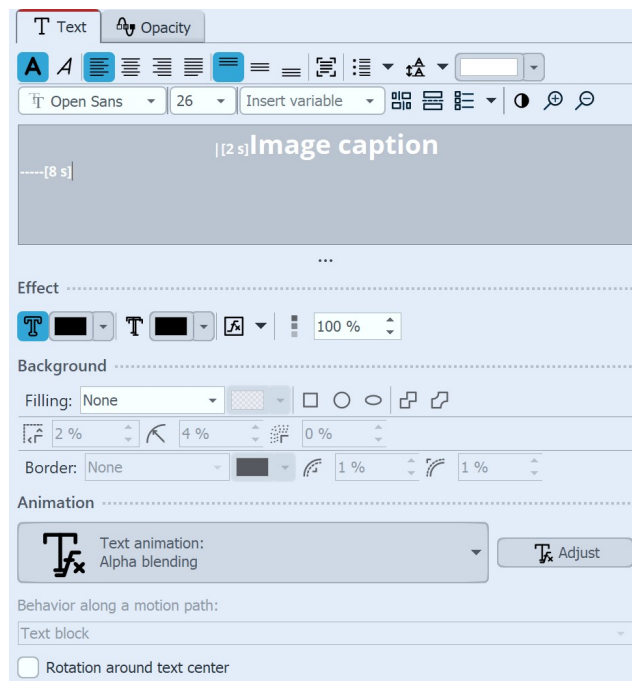 Text Opacity
Open Sans 26 Insert variable
|[2 s]Image caption
-----[8 s]
...
Effect
100 %
Background
Filling: None
2 % 4 % 0 %
Border: None 1 % 1 %
Animation
Text animation:
Alpha blending
Adjust
Behavior along a motion path:
Text block
Rotation around text center